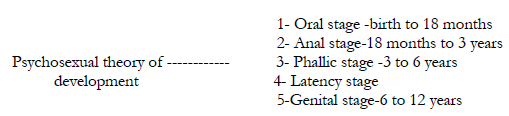 Psychosexual theory of ------------
development
1- Oral stage -birth to 18 months
2- Anal stage-18 months to 3 years
3- Phallic stage -3 to 6 years
4- Latency stage
5-Genital stage-6 to 12 years